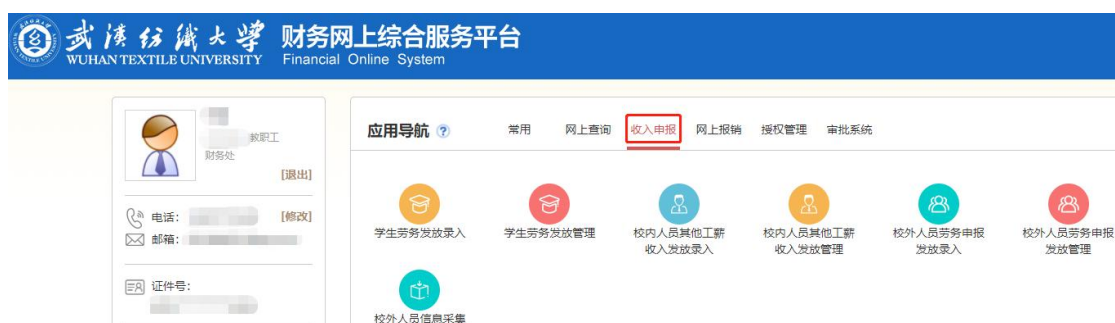 武汉纺织大学 财务网上综合服务平台
WUHAN TEXTILE UNIVERSITY Financial Online System
教职工
财务处
[退出]
电话: [修改]
邮箱:
证件号:
应用导航 ? 常用 网上查询 收入申报 网上报销 授权管理 审批系统
学生劳务发放录入 学生劳务发放管理 校内人员其他工薪 校内人员其他工薪 校外人员劳务申报 校外人员劳务申报
收入发放录入 收入发放管理 发放录入 发放管理
校外人员信息采集